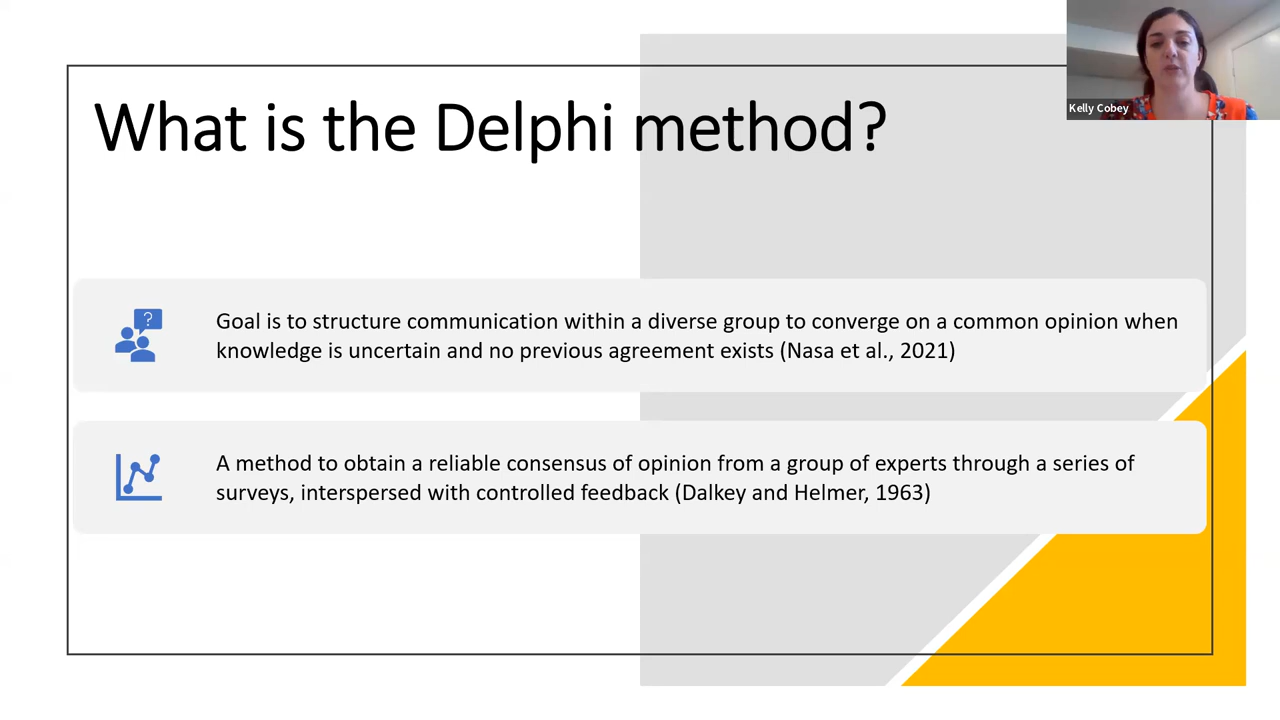 What is the Delphi method?
Kelly Cobey
?
Goal is to structure communication within a diverse group to converge on a common opinion when
knowledge is uncertain and no previous agreement exists (Nasa et al., 2021)
A method to obtain a reliable consensus of opinion from a group of experts through a series of
surveys, interspersed with controlled feedback (Dalkey and Helmer, 1963)